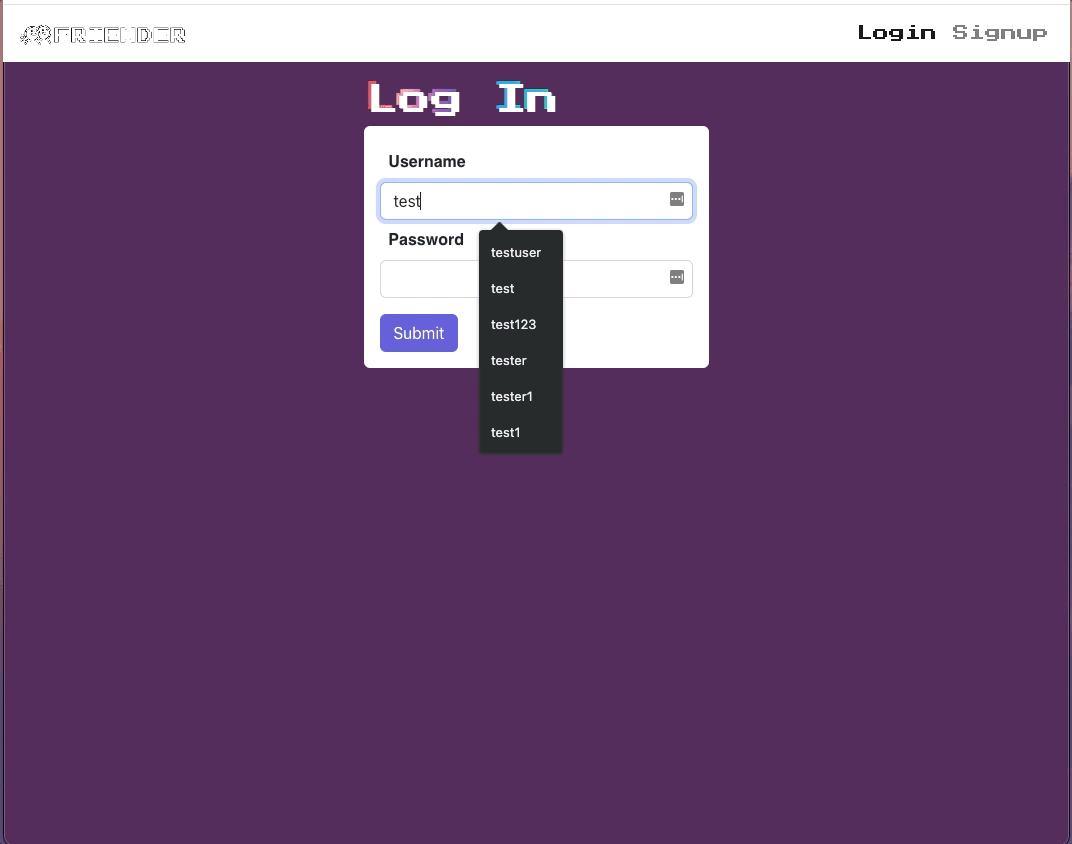 FRIENDER
Login Signup
Log In
Username
test
Password
testuser
test
test123
tester
tester1
test1
Submit